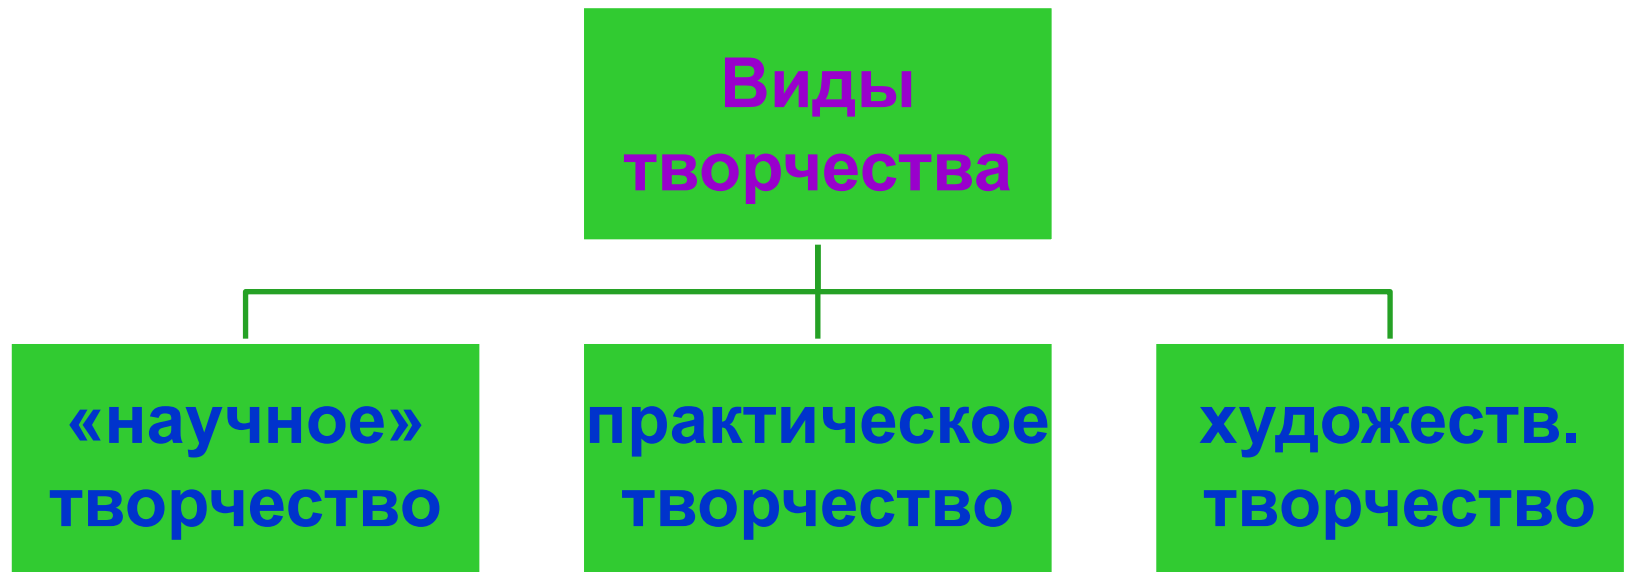 Виды
творчества
«научное»
творчество
практическое
творчество
художеств.
творчество